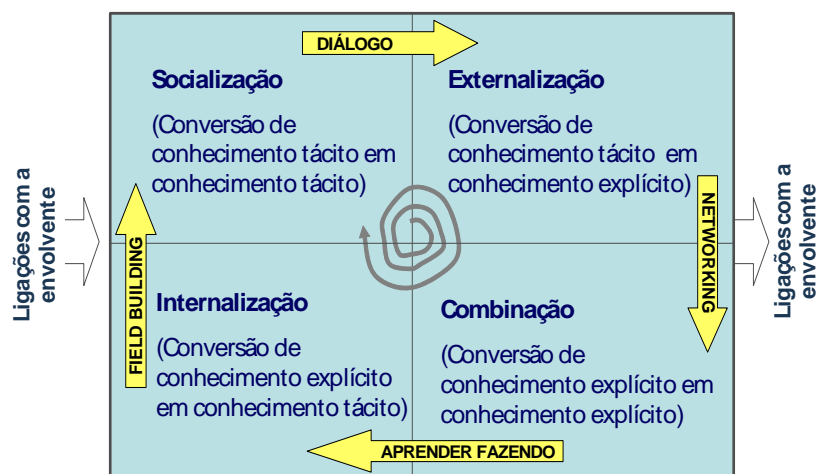 DIÁLOGO
Socialização
(Conversão de
conhecimento tácito em
conhecimento tácito)
Externalização
(Conversão de
conhecimento tácito em
conhecimento explícito)
Ligações com a
envolvente
FIELD BUILDING
NETWORKING
Ligações com a
envolvente
Internalização
(Conversão de
conhecimento explícito
em conhecimento tácito)
Combinação
(Conversão de
conhecimento explícito em
conhecimento explícito)
APRENDER FAZENDO